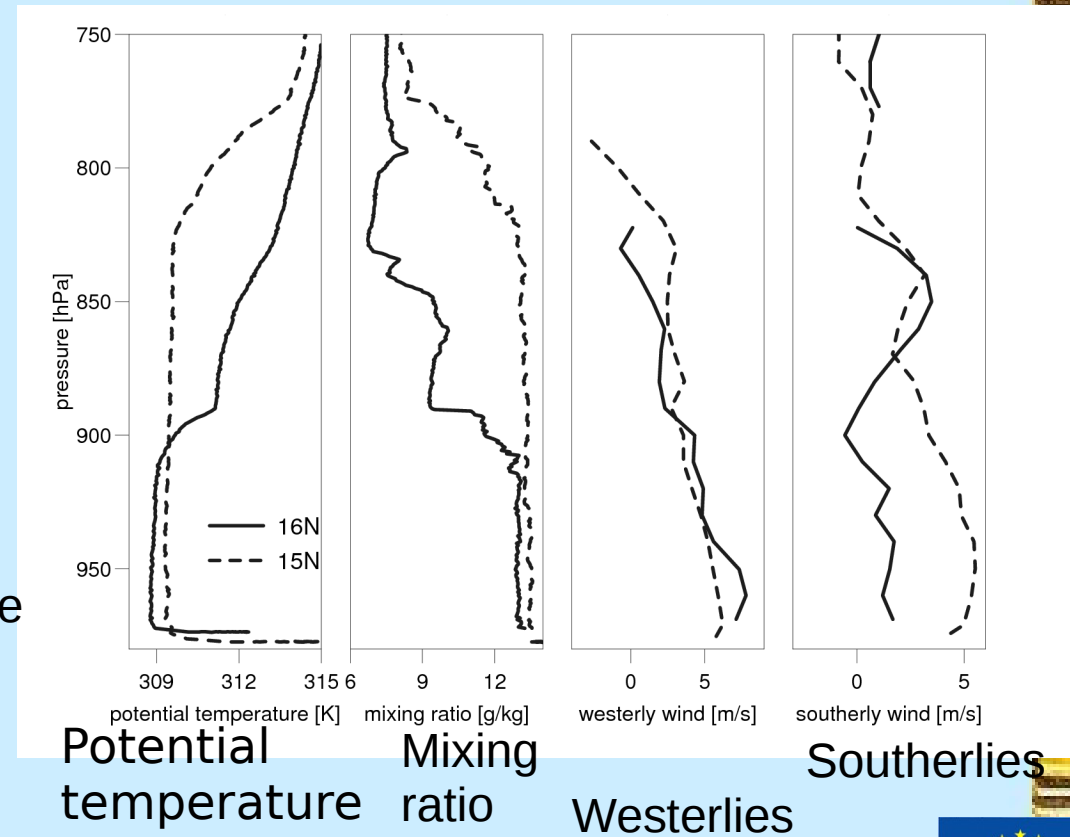 750
800
850
900
950
pressure [hPa]
16N
15N
309 312 315
6 9 12
0 5
0 5
potential temperature [K]
mixing ratio [g/kg]
westerly wind [m/s]
southerly wind [m/s]
e
Potential
temperature
Mixing
ratio
Westerlies
Southerlies